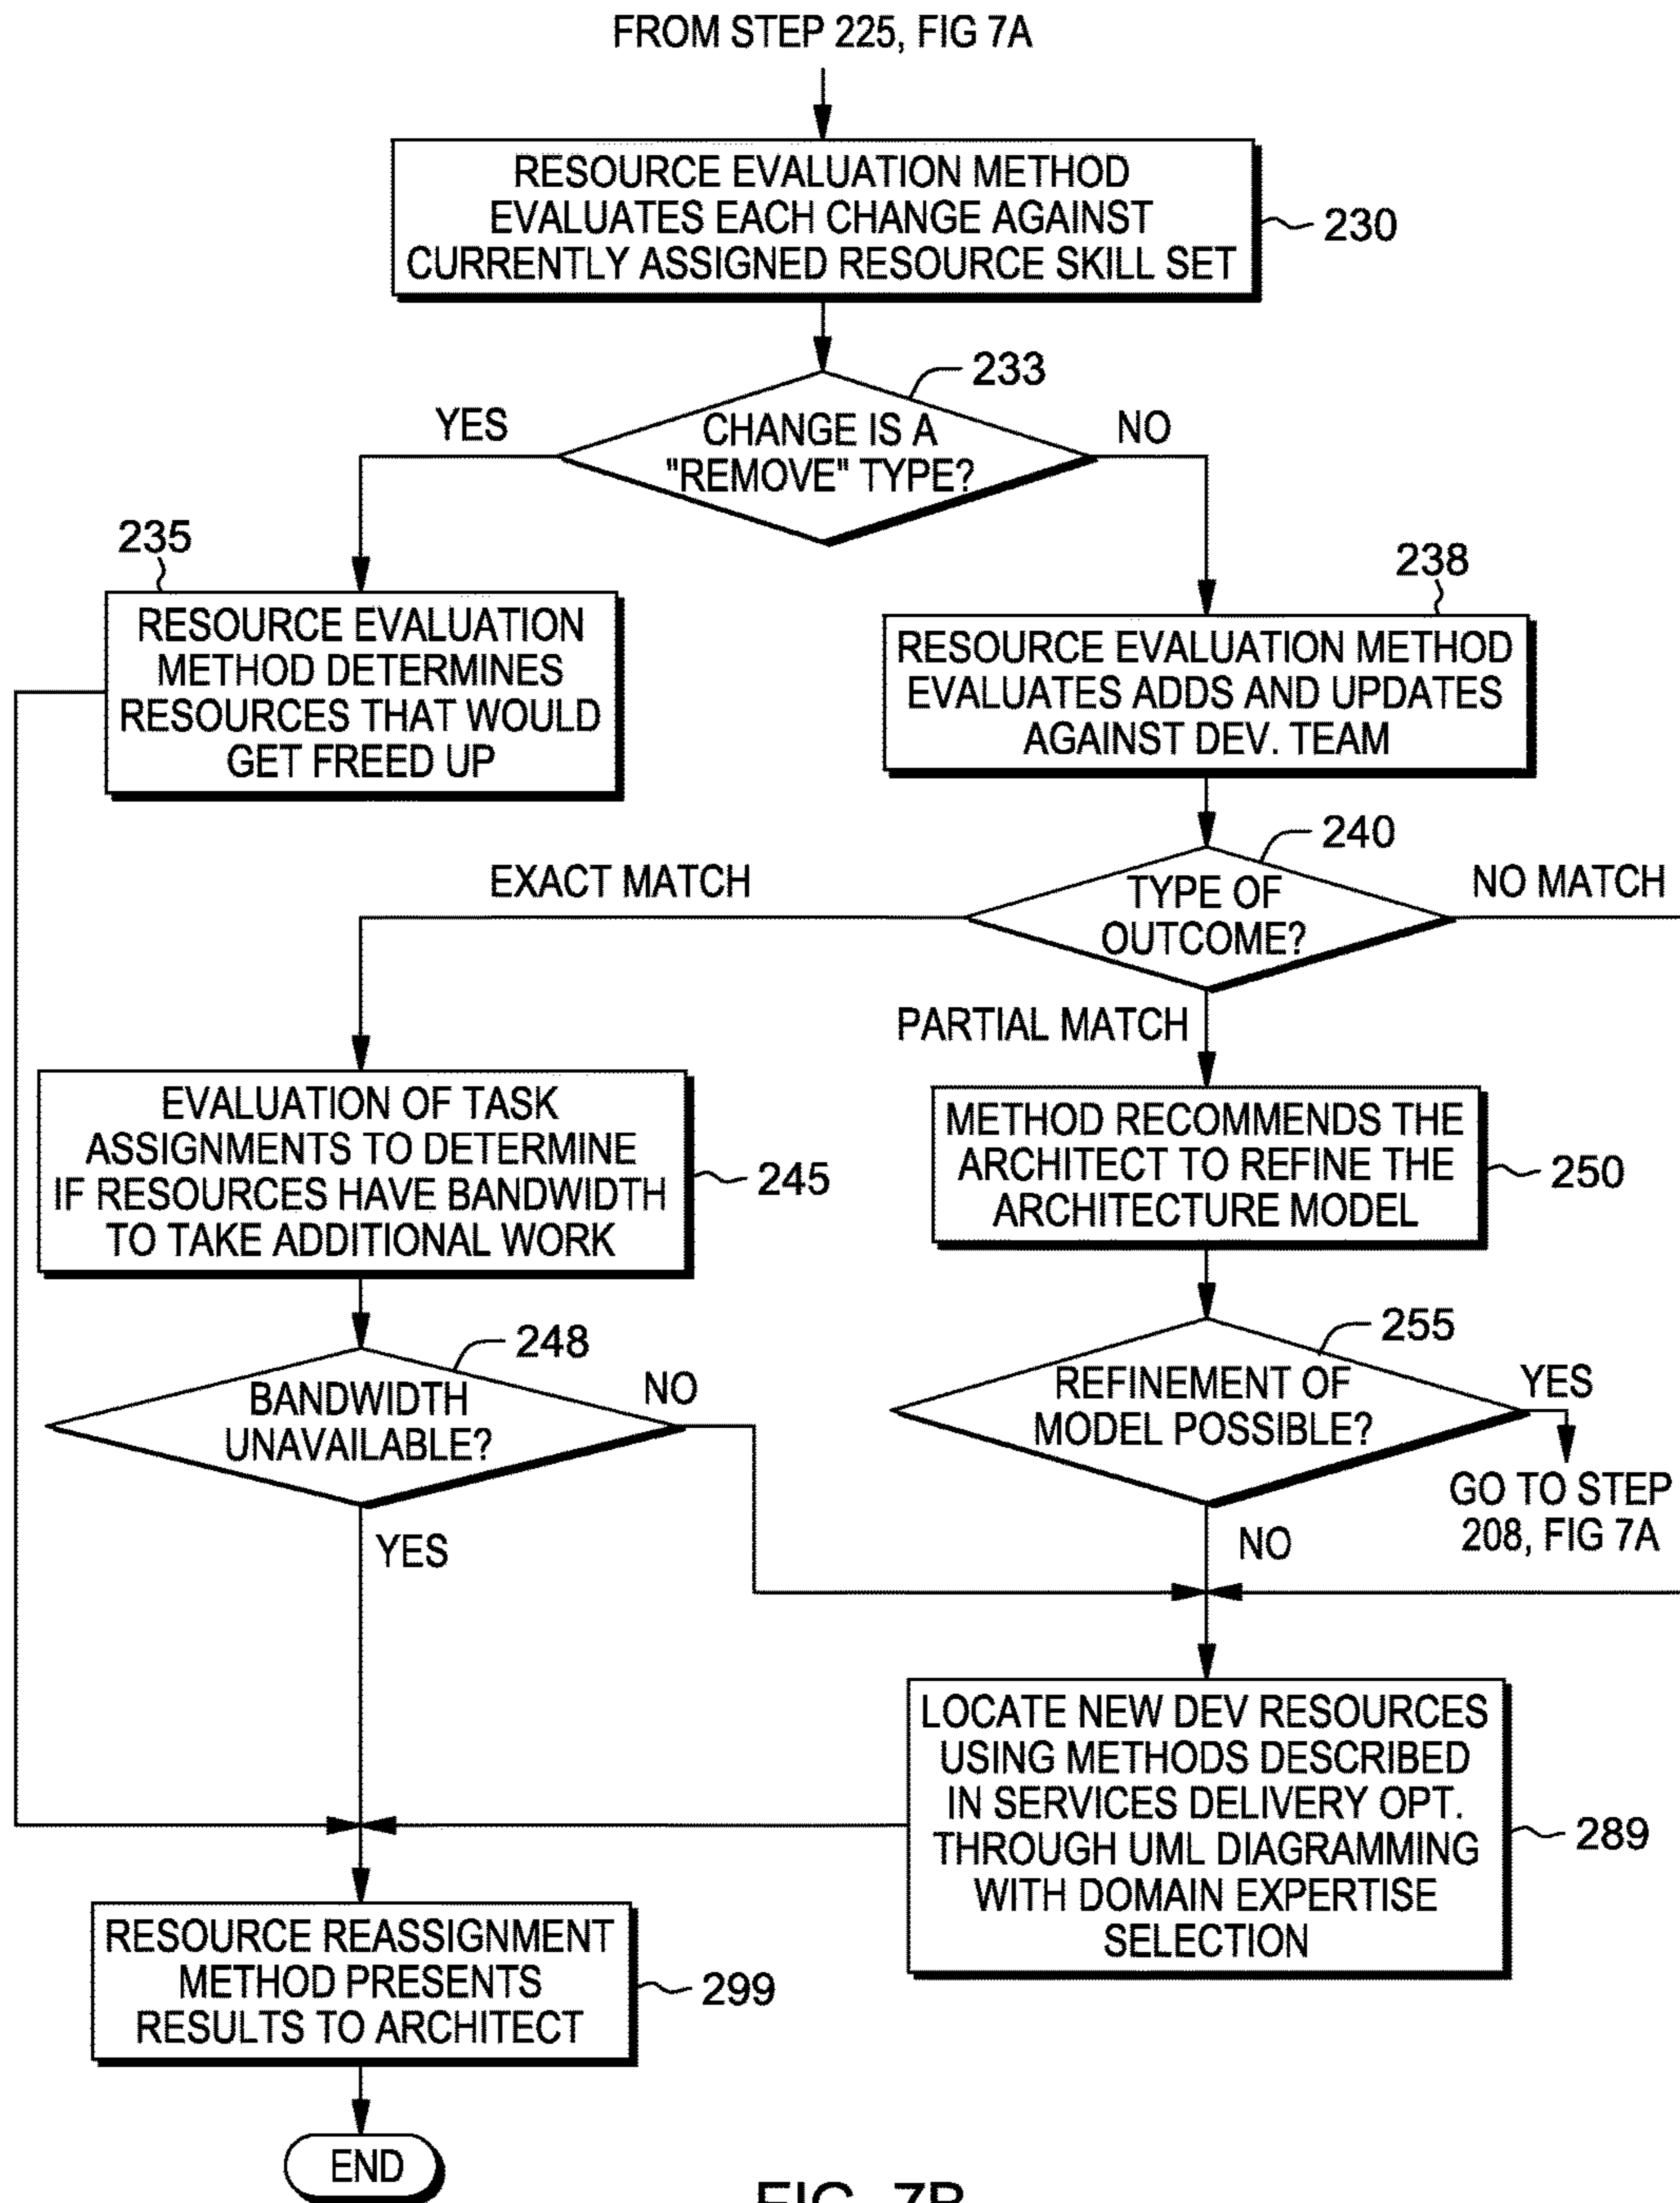 FROM STEP 225, FIG 7A
RESOURCE EVALUATION METHOD
EVALUATES EACH CHANGE AGAINST
CURRENTLY ASSIGNED RESOURCE SKILL SET
230
233
CHANGE IS A
"REMOVE" TYPE?
YES
NO
235
RESOURCE EVALUATION
METHOD DETERMINES
RESOURCES THAT WOULD
GET FREED UP
238
RESOURCE EVALUATION METHOD
EVALUATES ADDS AND UPDATES
AGAINST DEV. TEAM
240
TYPE OF
OUTCOME?
EXACT MATCH
NO MATCH
PARTIAL MATCH
EVALUATION OF TASK
ASSIGNMENTS TO DETERMINE
IF RESOURCES HAVE BANDWIDTH
TO TAKE ADDITIONAL WORK
245
METHOD RECOMMENDS THE
ARCHITECT TO REFINE THE
ARCHITECTURE MODEL
250
248
BANDWIDTH
UNAVAILABLE?
NO
YES
255
REFINEMENT OF
MODEL POSSIBLE?
YES
GO TO STEP
208, FIG 7A
NO
LOCATE NEW DEV RESOURCES
USING METHODS DESCRIBED
IN SERVICES DELIVERY OPT.
THROUGH UML DIAGRAMMING
WITH DOMAIN EXPERTISE
SELECTION
289
RESOURCE REASSIGNMENT
METHOD PRESENTS
RESULTS TO ARCHITECT
299
END
FIG. 7B